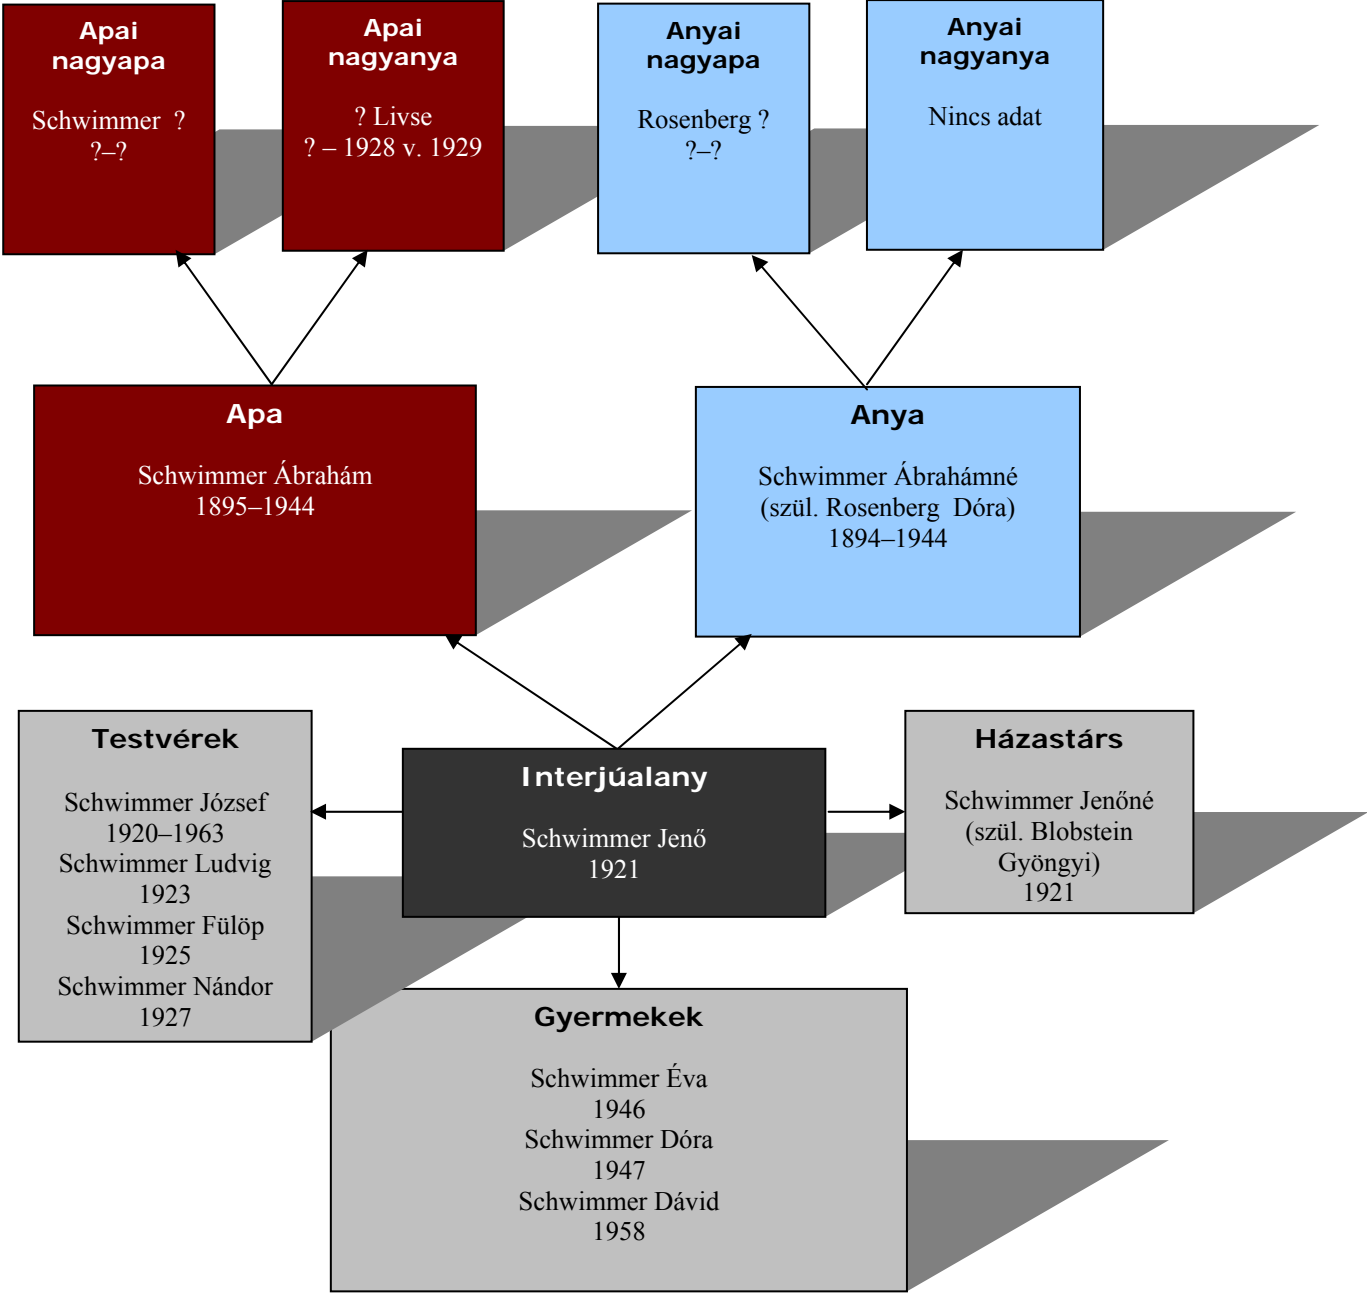 Apai
nagyapa
Schwimmer ?
?–?
Apai
nagyanya
? Livse
? – 1928 v. 1929
Anyai
nagyapa
Rosenberg ?
?–?
Anyai
nagyanya
Nincs adat
Apa
Schwimmer Ábrahám
1895–1944
Anya
Schwimmer Ábrahámné
(szül. Rosenberg Dóra)
1894–1944
Testvérek
Schwimmer József
1920–1963
Schwimmer Ludvig
1923
Schwimmer Fülöp
1925
Schwimmer Nándor
1927
Interjúalany
Schwimmer Jenő
1921
Házastárs
Schwimmer Jenőné
(szül. Blobstein
Gyöngyi)
1921
Gyermekek
Schwimmer Éva
1946
Schwimmer Dóra
1947
Schwimmer Dávid
1958